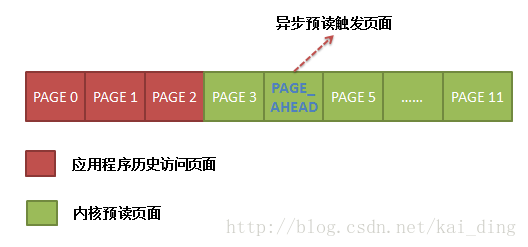 异步预读触发页面
PAGE 0 PAGE 1 PAGE 2 PAGE 3 PAGE_ AHEAD PAGE 5 …… PAGE 11
应用程序历史访问页面
内核预读页面
http://blog.csdn.net/kai_ding